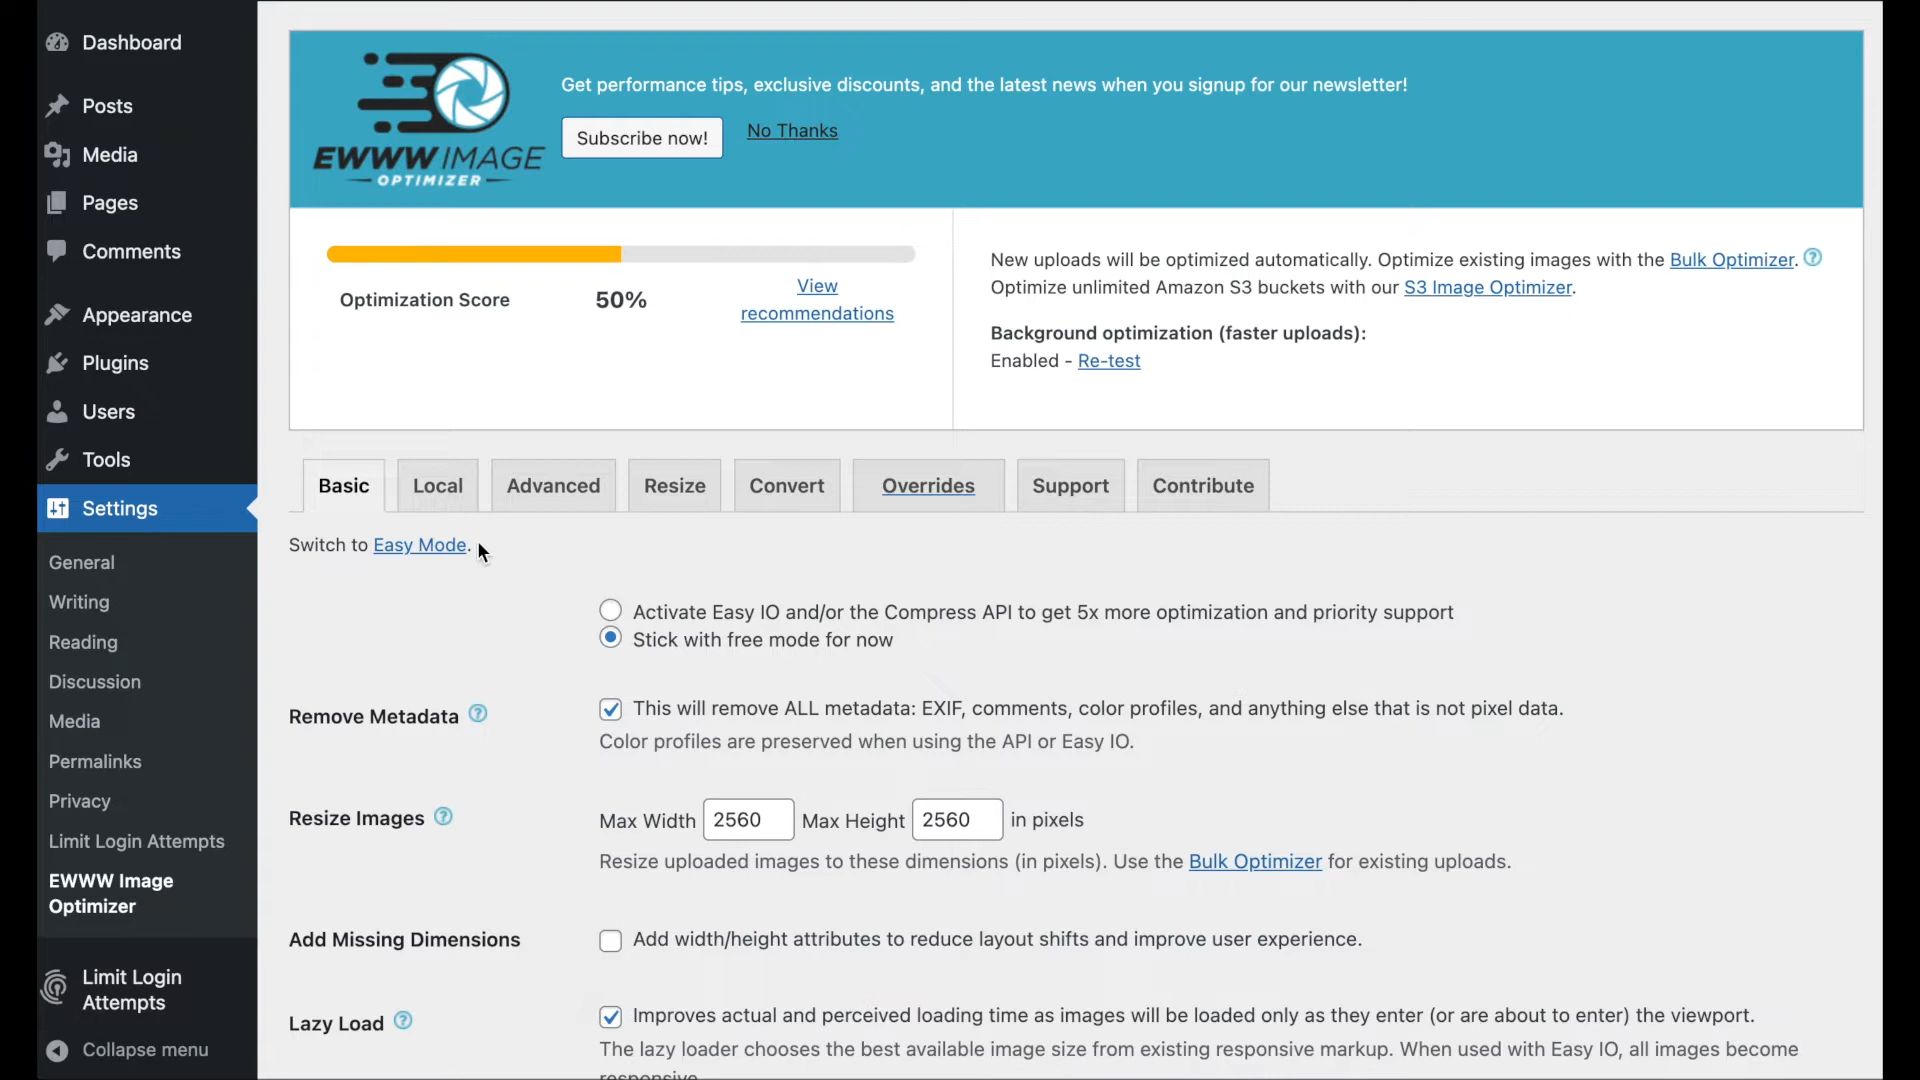 Dashboard
Posts
Media
Pages
Comments
Appearance
Plugins
Users
Tools
Settings
General
Writing
Reading
Discussion
Media
Permalinks
Privacy
Limit Login Attempts
EWWW Image
Optimizer
Limit Login
Attempts
Collapse menu
EWWW IMAGE
OPTIMIZER
Get performance tips, exclusive discounts, and the latest news when you signup for our newsletter!
Subscribe now! No Thanks
Optimization Score 50% View
recommendations
New uploads will be optimized automatically. Optimize existing images with the Bulk Optimizer. ?
Optimize unlimited Amazon S3 buckets with our S3 Image Optimizer.
Background optimization (faster uploads):
Enabled - Re-test
Basic Local Advanced Resize Convert Overrides Support Contribute
Switch to Easy Mode.
Activate Easy IO and/or the Compress API to get 5x more optimization and priority support
Stick with free mode for now
Remove Metadata ? This will remove ALL metadata: EXIF, comments, color profiles, and anything else that is not pixel data.
Color profiles are preserved when using the API or Easy IO.
Resize Images ? Max Width 2560 Max Height 2560 in pixels
Resize uploaded images to these dimensions (in pixels). Use the Bulk Optimizer for existing uploads.
Add Missing Dimensions Add width/height attributes to reduce layout shifts and improve user experience.
Lazy Load ? Improves actual and perceived loading time as images will be loaded only as they enter (or are about to enter) the viewport.
The lazy loader chooses the best available image size from existing responsive markup. When used with Easy IO, all images become
responsive.